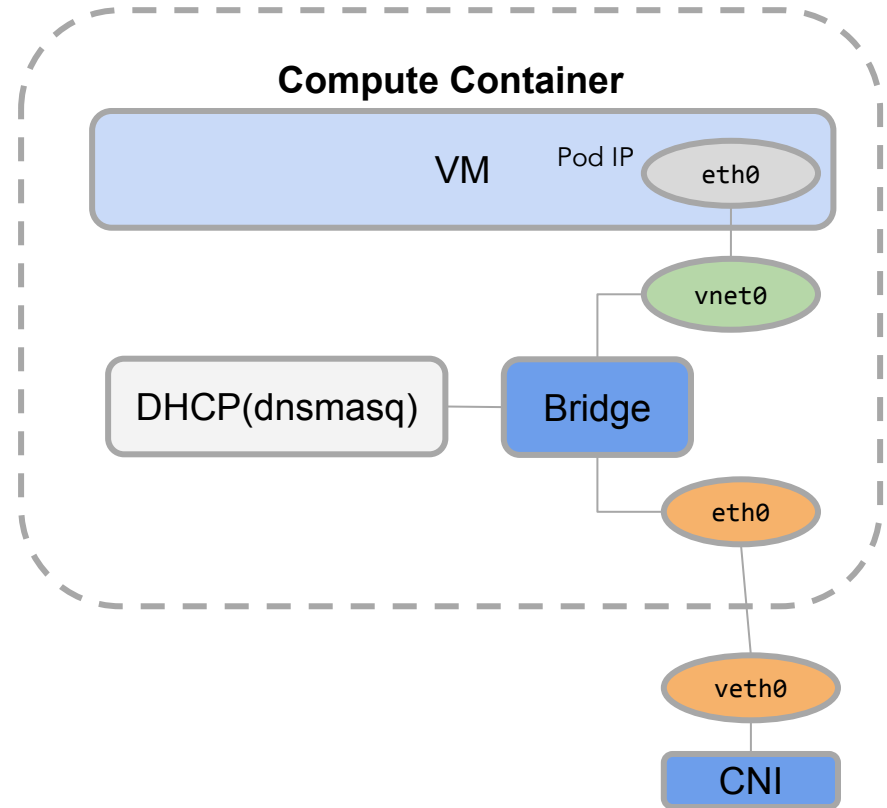 Compute Container
VM
Pod IP
eth0
vnet0
DHCP(dnsmasq)
Bridge
eth0
veth0
CNI